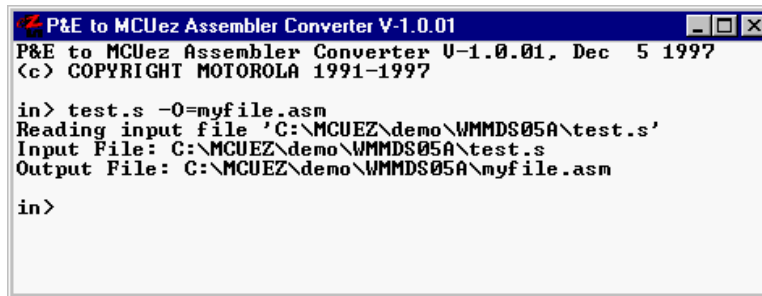 P&E to MCUez Assembler Converter V-1.0.01
P&E to MCUez Assembler Converter V-1.0.01, Dec  5 1997
(c) COPYRIGHT MOTOROLA 1991-1997
in> test.s -O=myfile.asm
Reading input file 'C:\MCUEZ\demo\WMMDS05A\test.s'
Input File: C:\MCUEZ\demo\WMMDS05A\test.s
Output File: C:\MCUEZ\demo\WMMDS05A\myfile.asm
in>